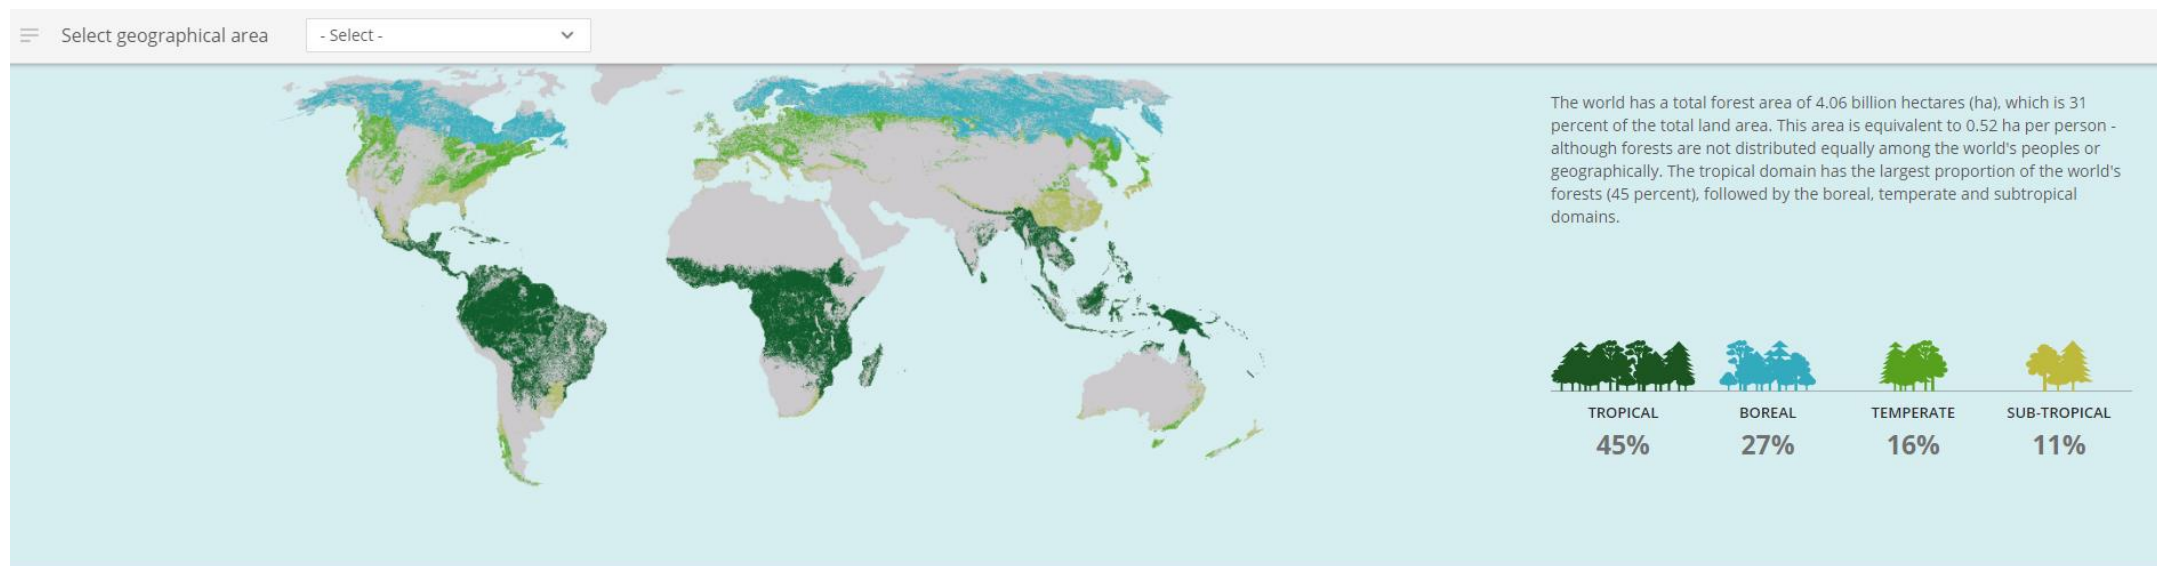 Select geographical area
- Select -
The world has a total forest area of 4.06 billion hectares (ha), which is 31
percent of the total land area. This area is equivalent to 0.52 ha per person -
although forests are not distributed equally among the world's peoples or
geographically. The tropical domain has the largest proportion of the world's
forests (45 percent), followed by the boreal, temperate and subtropical
domains.
TROPICAL BOREAL TEMPERATE SUB-TROPICAL
45% 27% 16% 11%